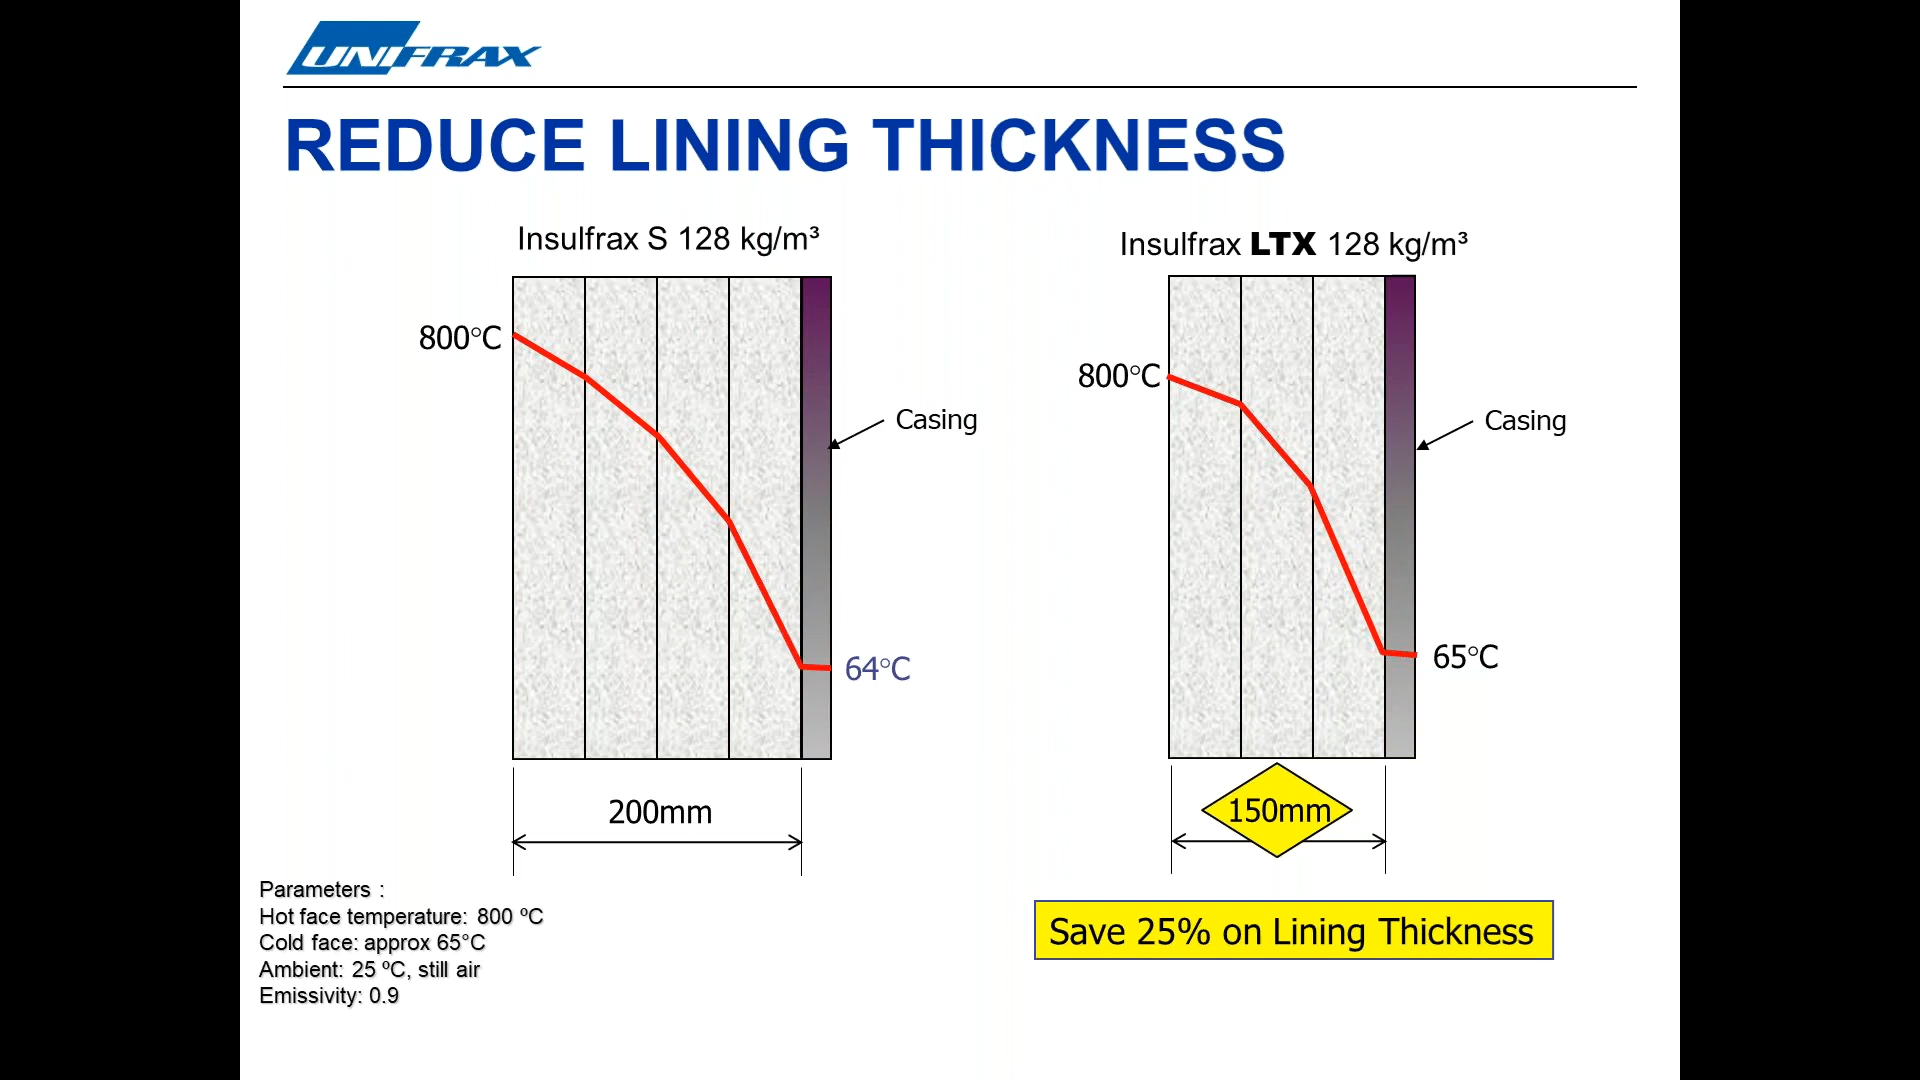 UNIFRAX
REDUCE LINING THICKNESS
Insulfrax S 128 kg/m³
800°C
Casing
64°C
200mm
Insulfrax LTX 128 kg/m³
800°C
Casing
65°C
150mm
Save 25% on Lining Thickness
Parameters :
Hot face temperature: 800 ºC
Cold face: approx 65°C
Ambient: 25 ºC, still air
Emissivity: 0.9